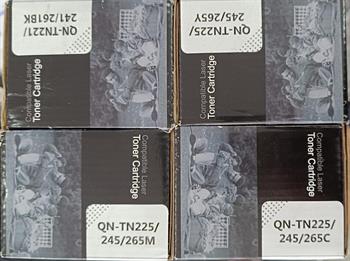 QN-TN221/
241/261BK
Compatible Laser
Toner Cartridge
QN-TN225/
245/265Y
Compatible Laser
Toner Cartridge
Compatible Laser
Toner Cartridge
QN-TN225/
245/265M
Compatible Laser
Toner Cartridge
QN-TN225/
245/265C